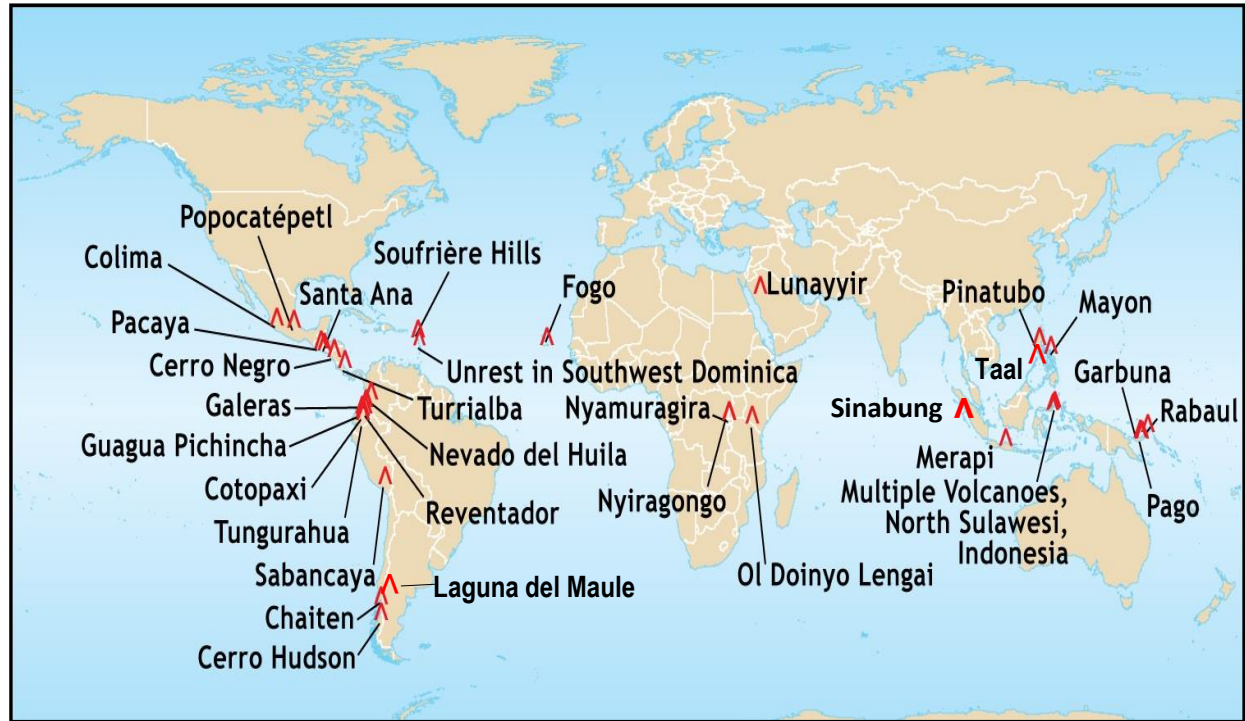 Popocatépetl
Colima
Soufrière Hills
Santa Ana
Fogo
Lunayyir
Pinatubo
Mayon
Pacaya
Cerro Negro
Unrest in Southwest Dominica
Taal
Garbuna
Galeras
Turrialba
Nyamuragira
Sinabung
Rabaul
Guagua Pichincha
Nevado del Huila
Merapi
Cotopaxi
Reventador
Nyiragongo
Multiple Volcanoes,
North Sulawesi,
Indonesia
Pago
Tungurahua
Sabancaya
Laguna del Maule
Ol Doinyo Lengai
Chaiten
Cerro Hudson